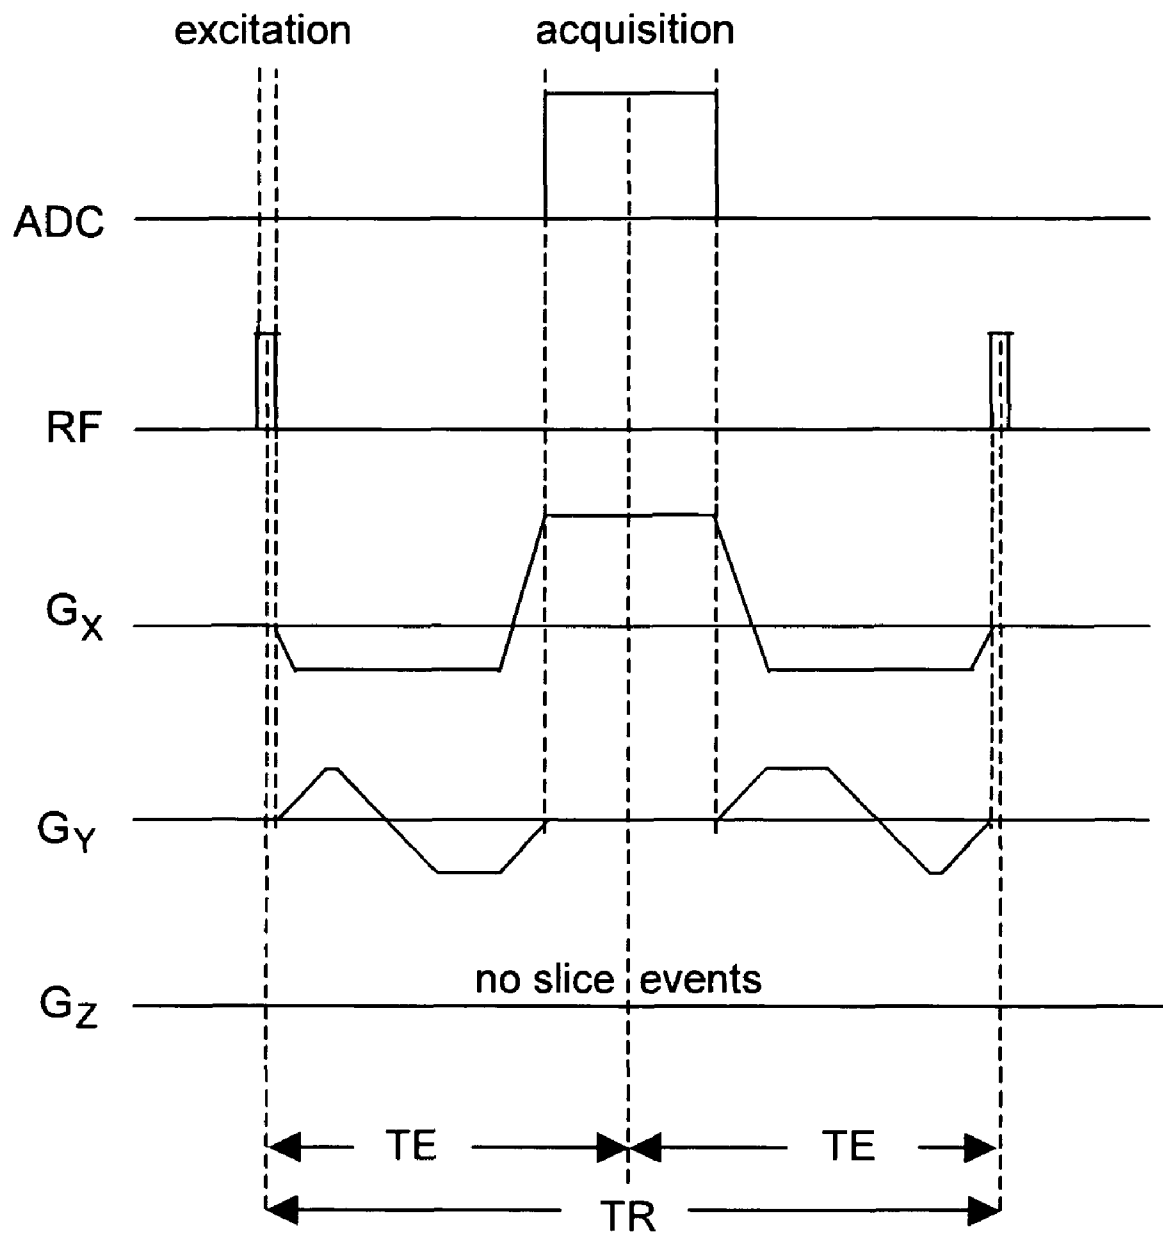 excitation acquisition
ADC
RF
GX
GY
no slice events
GZ
TE TE
TR